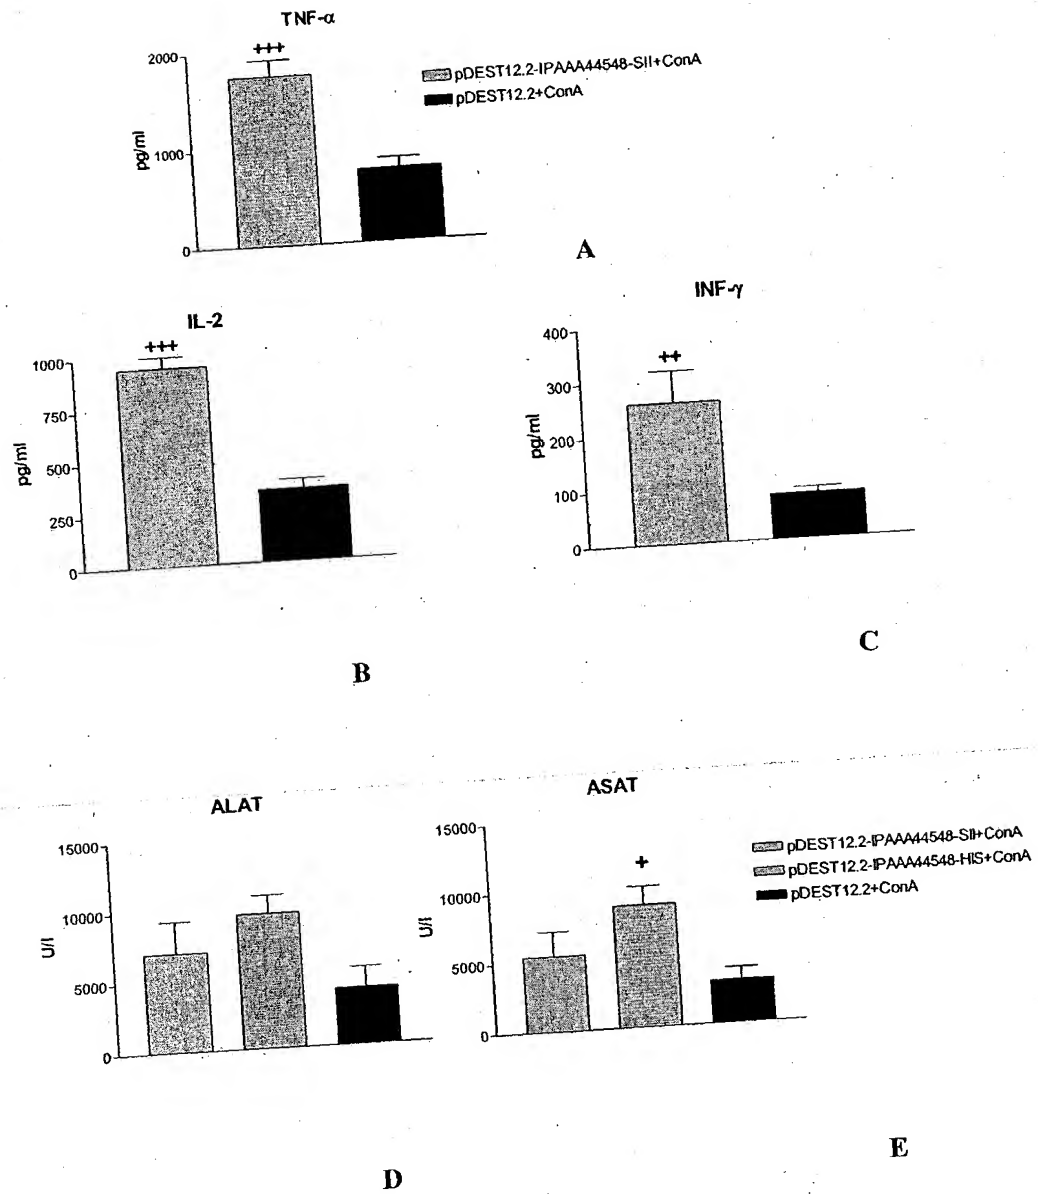 TNF-α
2000
1000
0
pg/ml
+++
pDEST12.2-IPAAA44548-SII+ConA
pDEST12.2+ConA
A
IL-2
1000
750
500
250
0
pg/ml
+++
B
INF-γ
400
300
200
100
0
pg/ml
++
C
ALAT
15000
10000
5000
0
U/l
D
ASAT
15000
10000
5000
0
U/l
+
pDEST12.2-IPAAA44548-SII+ConA
pDEST12.2-IPAAA44548-HIS+ConA
pDEST12.2+ConA
E